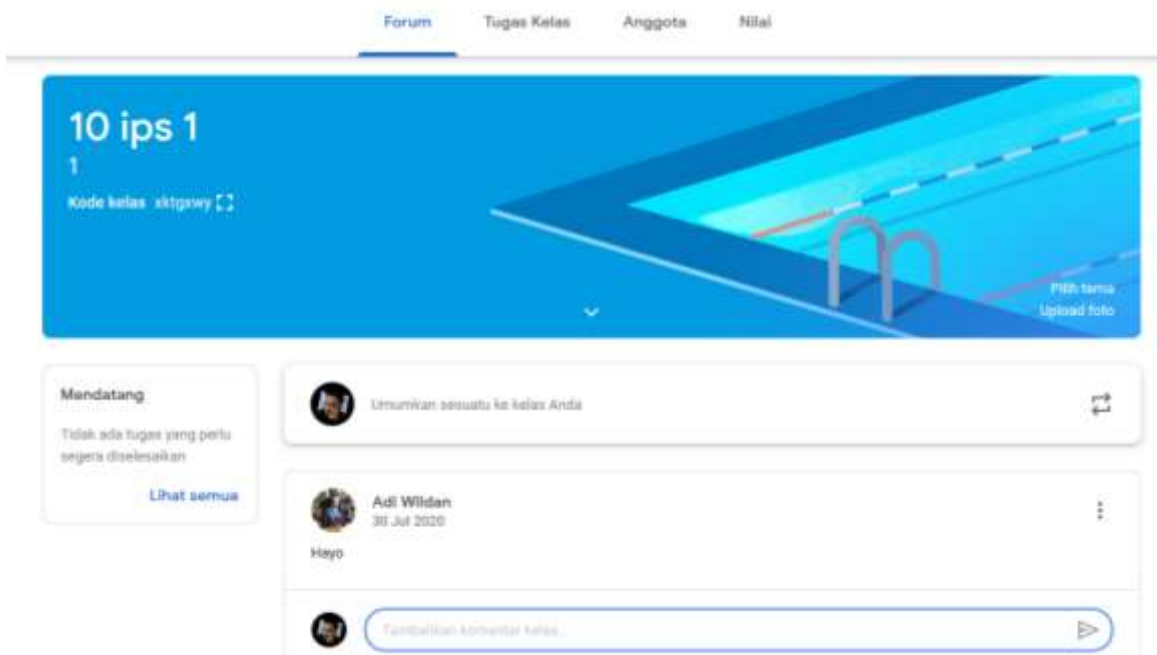 Forum Tugas Kelas Anggota Nilai
10 ips 1
1
Kode kelas xktgxwy
Pilih tema
Upload foto
Mendatang
Tidak ada tugas yang perlu
segera diselesaikan
Lihat semua
Umumkan sesuatu ke kelas Anda
Adi Wildan
30 Jul 2020
Hayo
Tambahkan komentar kelas...